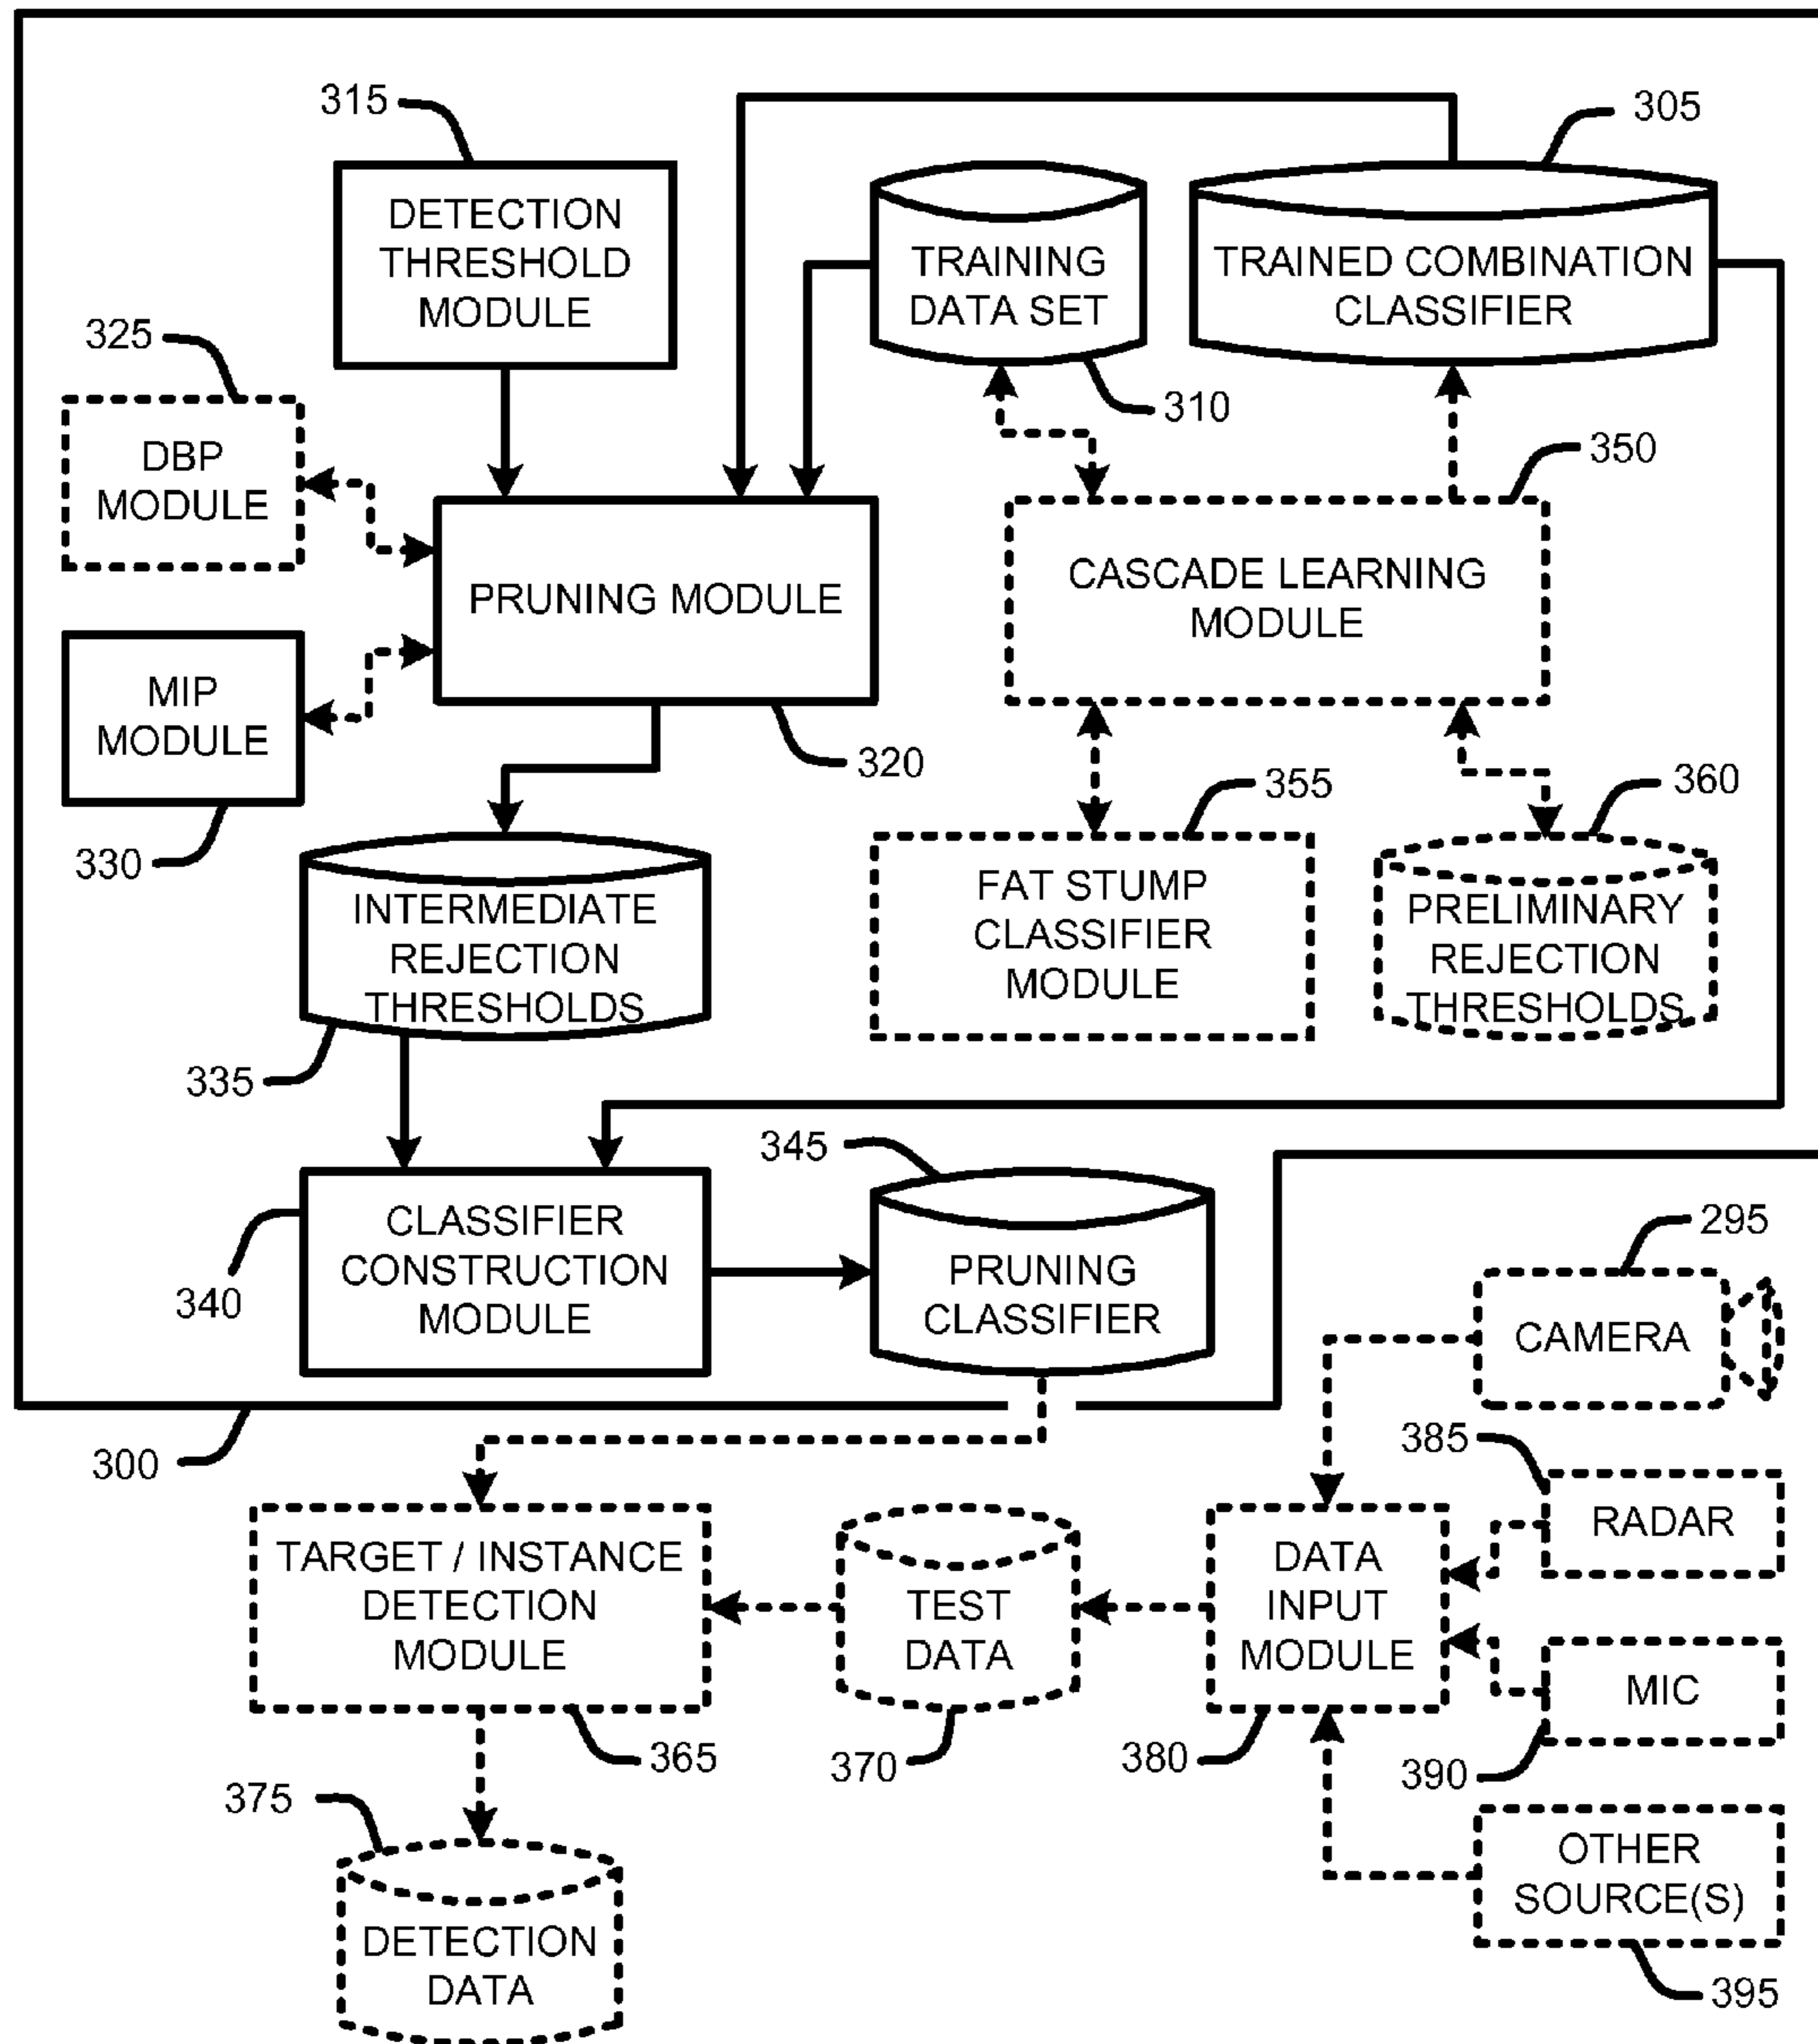 315
305
DETECTION
THRESHOLD
MODULE
TRAINING
DATA SET
TRAINED COMBINATION
CLASSIFIER
325
310
DBP
MODULE
350
PRUNING MODULE
CASCADE LEARNING
MODULE
MIP
MODULE
320
330
355
360
INTERMEDIATE
REJECTION
THRESHOLDS
FAT STUMP
CLASSIFIER
MODULE
PRELIMINARY
REJECTION
THRESHOLDS
335
345
CLASSIFIER
CONSTRUCTION
MODULE
340
PRUNING
CLASSIFIER
295
CAMERA
300
385
RADAR
TARGET / INSTANCE
DETECTION
MODULE
TEST
DATA
DATA
INPUT
MODULE
MIC
365
370
380
390
375
OTHER
SOURCE(S)
DETECTION
DATA
395